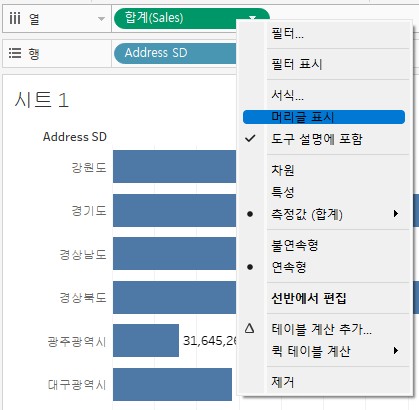 열
합계(Sales)
행
Address SD
시트 1
Address SD
강원도
경기도
경상남도
경상북도
광주광역시
31,645,26
대구광역시
필터...
필터 표시
서식...
머리글 표시
도구 설명에 포함
차원
특성
측정값 (합계)
불연속형
연속형
선반에서 편집
테이블 계산 추가...
퀵 테이블 계산
제거